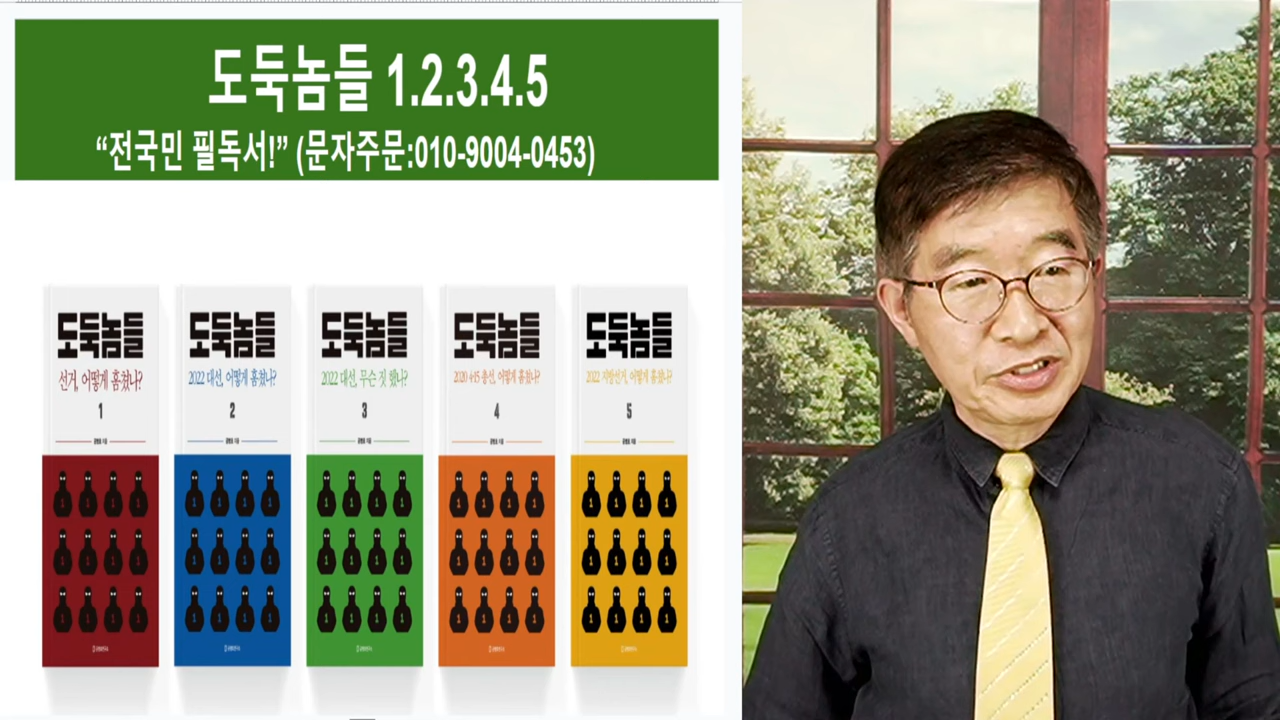 도둑놈들 1.2.3.4.5
“전국민 필독서!” (문자주문:010-9004-0453)
도둑놈들
선거, 어떻게 훔쳤나?
1
도둑놈들
2022 대선, 어떻게 훔쳤나?
2
도둑놈들
2022 대선, 무슨 짓 했나?
3
도둑놈들
2020 4·15 총선, 어떻게 훔쳤나?
4
도둑놈들
2022 지방선거, 어떻게 훔쳤나?
5